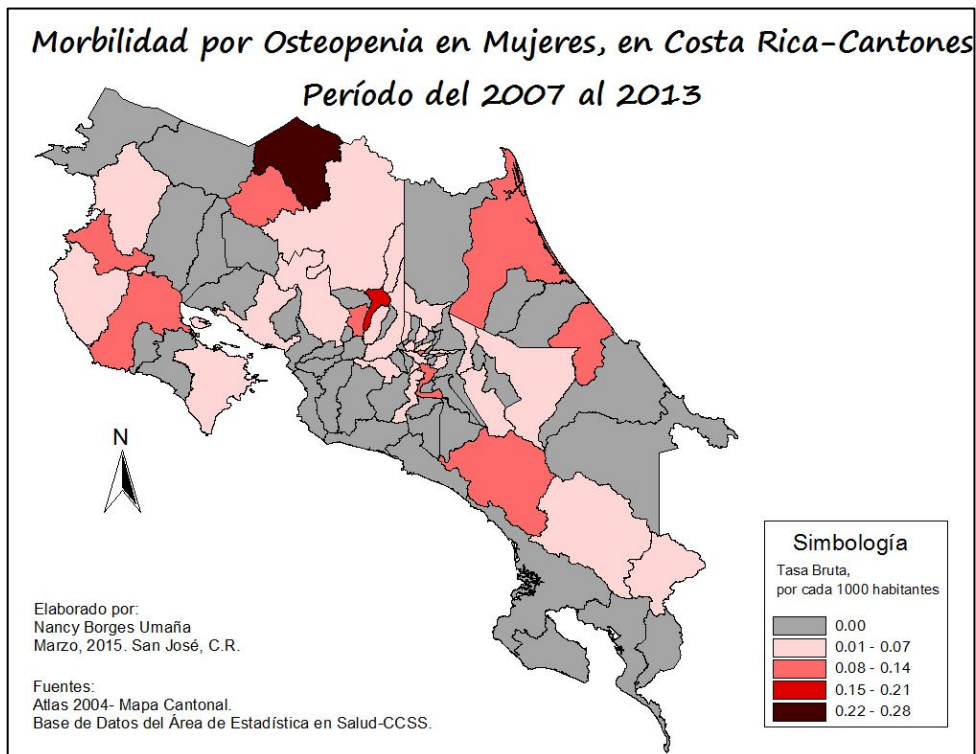 Morbilidad por Osteopenia en Mujeres, en Costa Rica-Cantones
Período del 2007 al 2013
N
Simbología
Tasa Bruta,
por cada 1000 habitantes
0.00
0.01 - 0.07
0.08 - 0.14
0.15 - 0.21
0.22 - 0.28
Elaborado por:
Nancy Borges Umaña
Marzo, 2015. San José, C.R.
Fuentes:
Atlas 2004- Mapa Cantonal.
Base de Datos del Área de Estadística en Salud-CCSS.